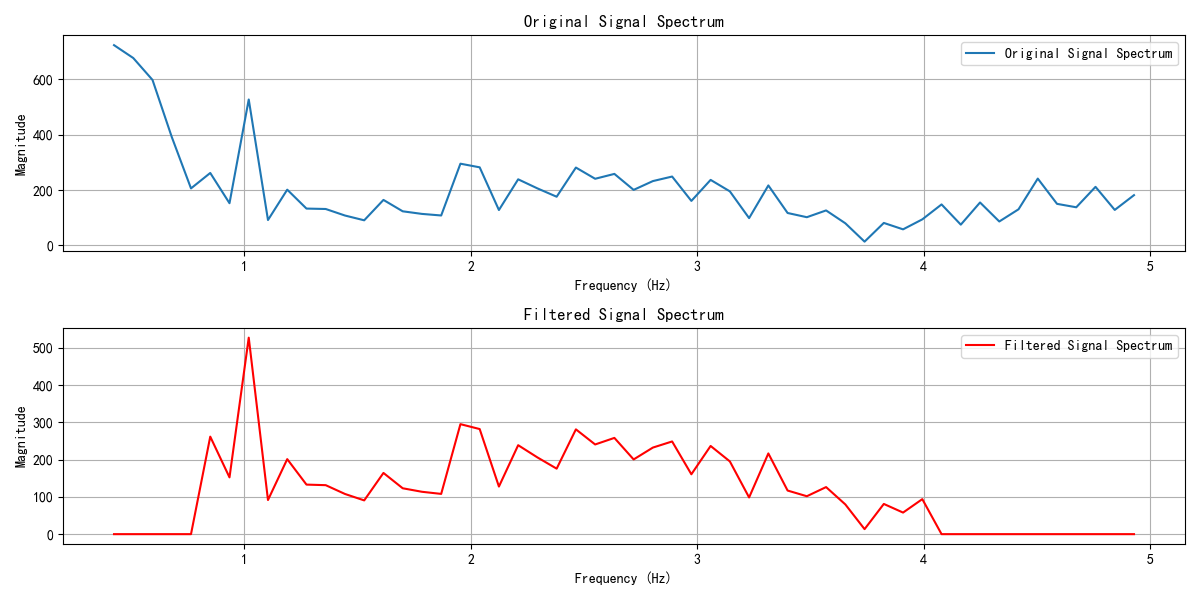 Original Signal Spectrum
Original Signal Spectrum
Magnitude
600
400
200
0
1 2 3 4 5
Frequency (Hz)
Filtered Signal Spectrum
Filtered Signal Spectrum
Magnitude
500
400
300
200
100
0
1 2 3 4 5
Frequency (Hz)